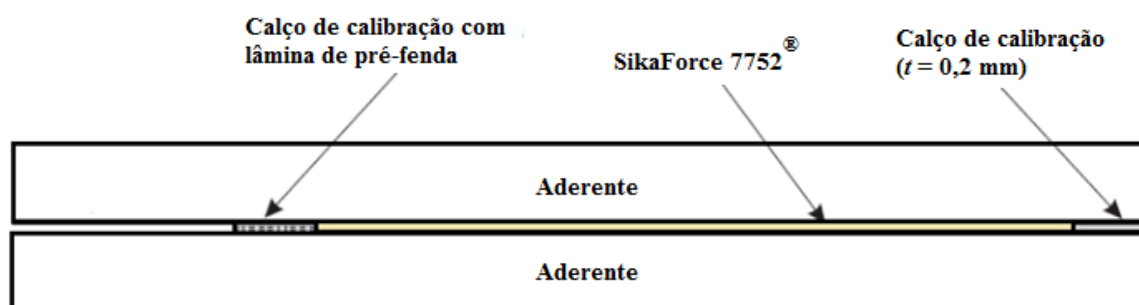 Calço de calibração com
lâmina de pré-fenda
SikaForce 7752®
Calço de calibração
(t = 0,2 mm)
Aderente
Aderente